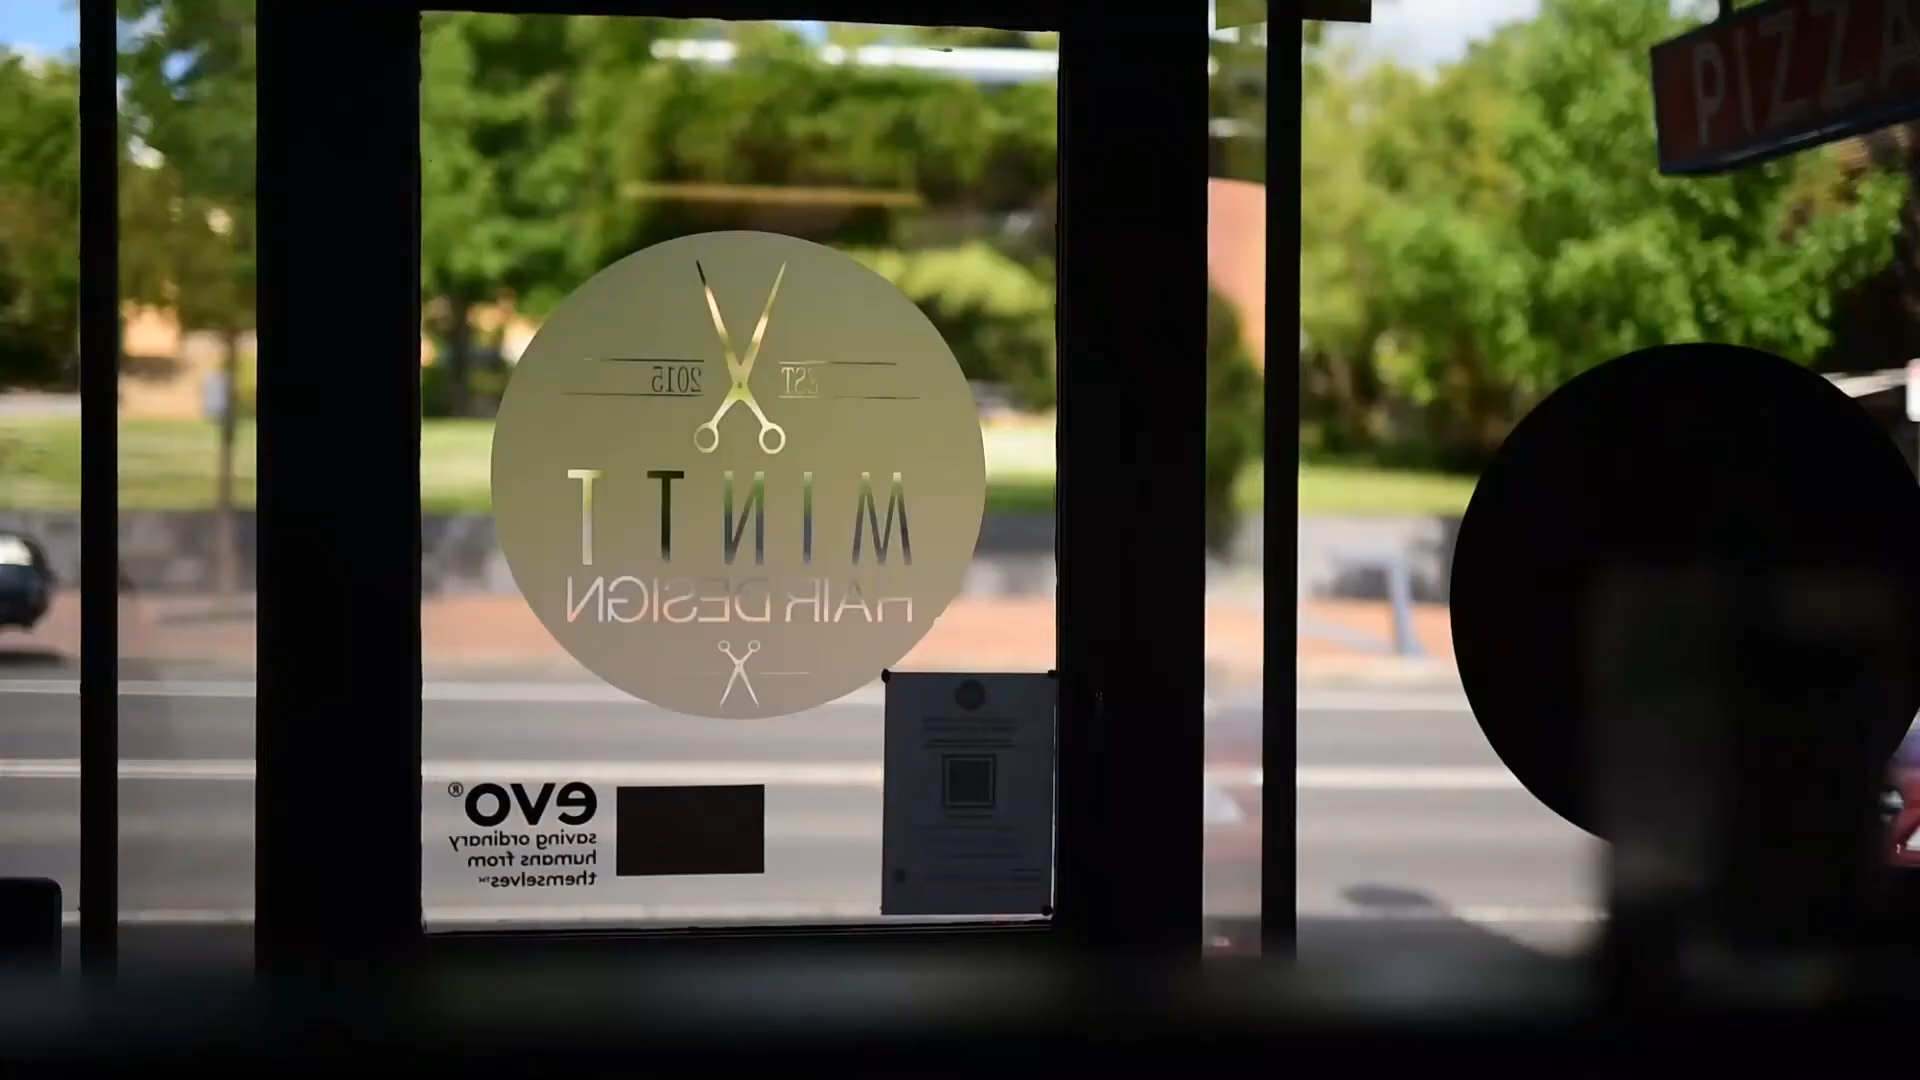 EST 2015
MINTT
HAIR DESIGN
evo®
saving ordinary
humans from
themselves™
PIZZA